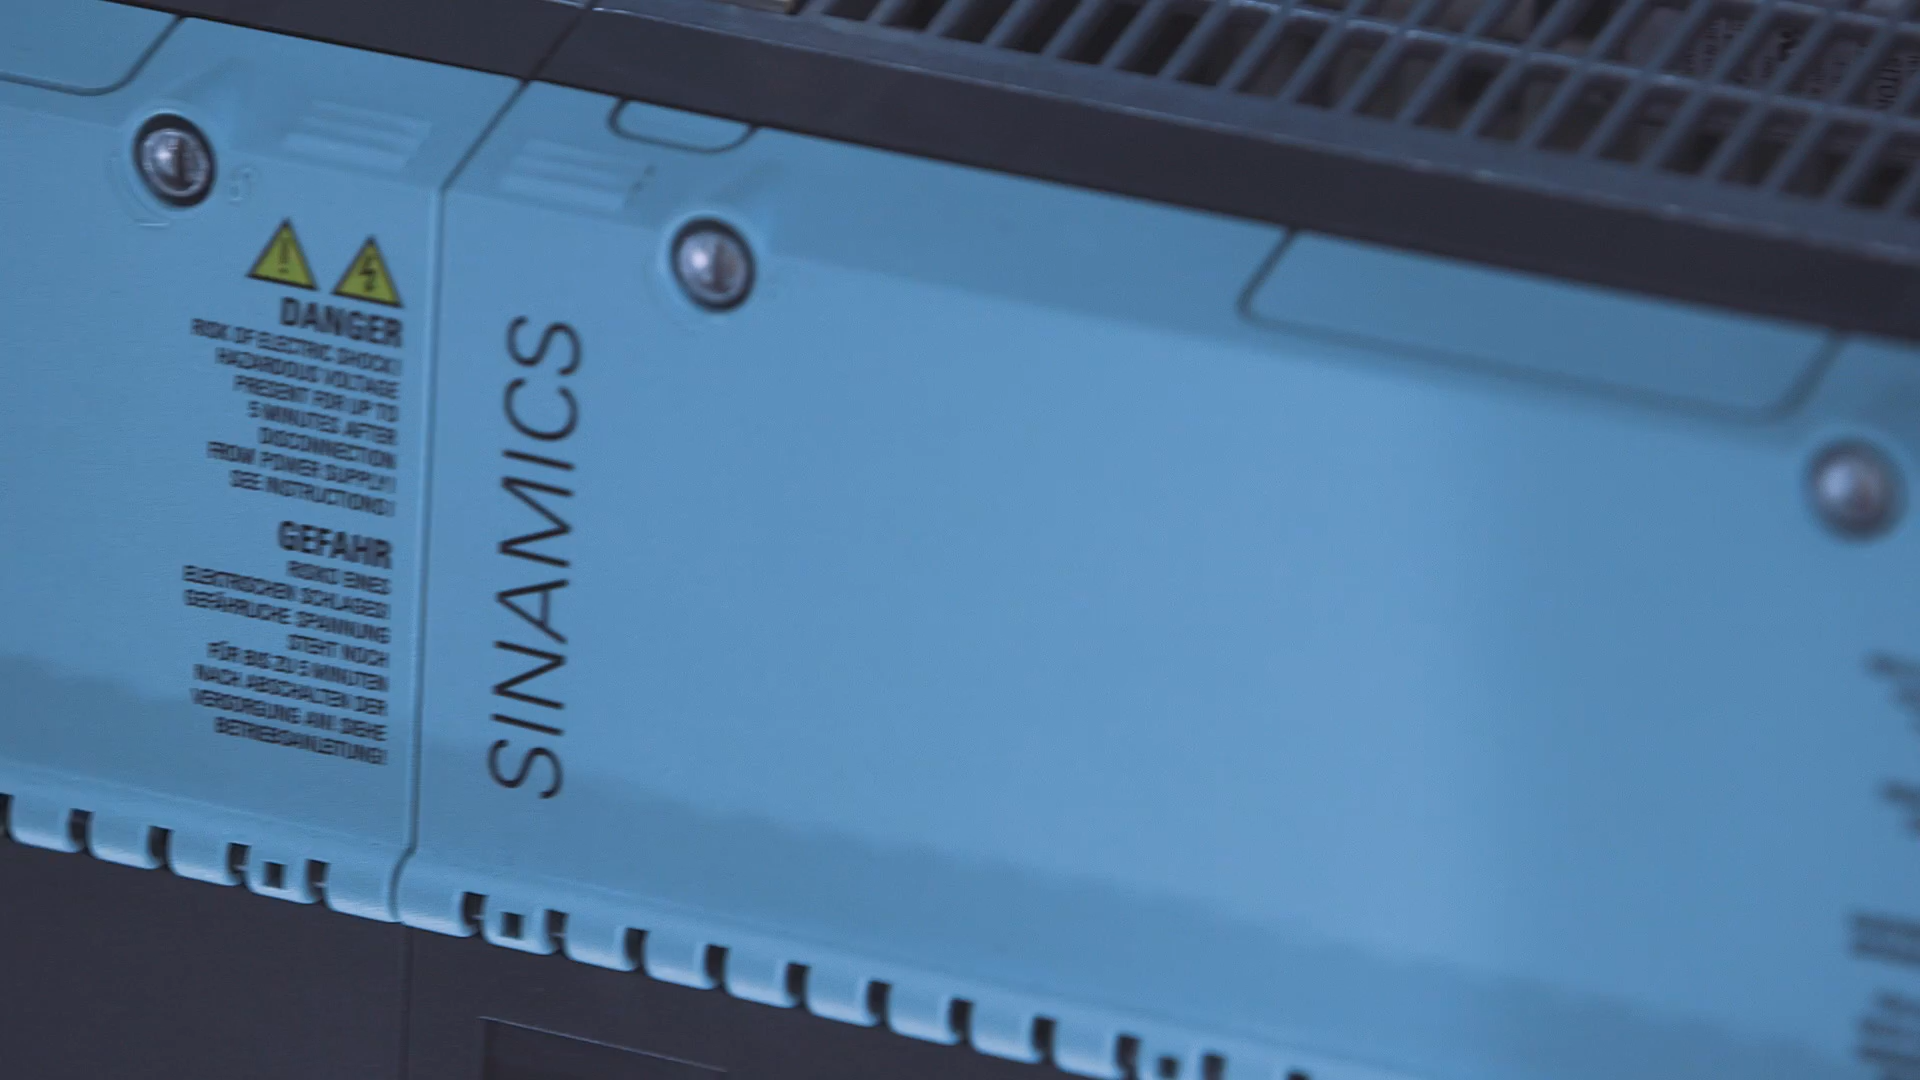 DANGER
RISK OF ELECTRIC SHOCK!
HAZARDOUS VOLTAGE
PRESENT FOR UP TO
5 MINUTES AFTER
DISCONNECTION
FROM POWER SUPPLY!
SEE INSTRUCTIONS!
GEFAHR
RISIKO EINES
ELEKTRISCHEN SCHLAGES!
GEFÄHRLICHE SPANNUNG
STEHT NOCH
FÜR BIS ZU 5 MINUTEN
NACH ABSCHALTEN DER
VERSORGUNG AN! SIEHE
BETRIEBSANLEITUNG!
SINAMICS